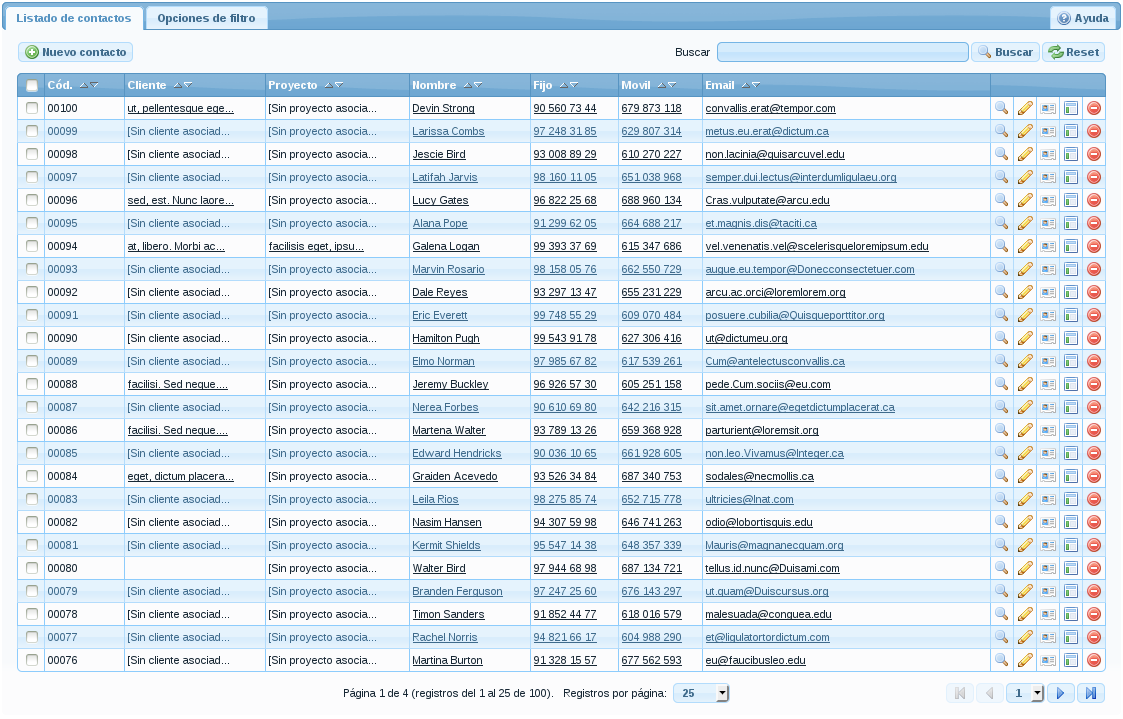 Listado de contactos Opciones de filtro Ayuda
Nuevo contacto Buscar Buscar Reset
Cód. Cliente Proyecto Nombre Fijo Movil Email
00100 ut, pellentesque ege... [Sin proyecto asocia... Devin Strong 90 560 73 44 679 873 118 convallis.erat@tempor.com
00099 [Sin cliente asociad... [Sin proyecto asocia... Larissa Combs 97 248 31 85 629 807 314 metus.eu.erat@dictum.ca
00098 [Sin cliente asociad... [Sin proyecto asocia... Jescie Bird 93 008 89 29 610 270 227 non.lacinia@quisarcuvel.edu
00097 [Sin cliente asociad... [Sin proyecto asocia... Latifah Jarvis 98 160 11 05 651 038 968 semper.dui.lectus@interdumligulaeu.org
00096 sed, est. Nunc laore... [Sin proyecto asocia... Lucy Gates 96 822 25 68 688 960 134 Cras.vulputate@arcu.edu
00095 [Sin cliente asociad... [Sin proyecto asocia... Alana Pope 91 299 62 05 664 688 217 et.magnis.dis@taciti.ca
00094 at, libero. Morbi ac... facilisis eget, ipsu... Galena Logan 99 393 37 69 615 347 686 vel.venenatis.vel@scelerisqueloremipsum.edu
00093 [Sin cliente asociad... [Sin proyecto asocia... Marvin Rosario 98 158 05 76 662 550 729 augue.eu.tempor@Donecconsectetuer.com
00092 [Sin cliente asociad... [Sin proyecto asocia... Dale Reyes 93 297 13 47 655 231 229 arcu.ac.orci@loremlorem.org
00091 [Sin cliente asociad... [Sin proyecto asocia... Eric Everett 99 748 55 29 609 070 484 posuere.cubilia@Quisqueporttitor.org
00090 [Sin cliente asociad... [Sin proyecto asocia... Hamilton Pugh 99 543 91 78 627 306 416 ut@dictumeu.org
00089 [Sin cliente asociad... [Sin proyecto asocia... Elmo Norman 97 985 67 82 617 539 261 Cum@antelectusconvallis.ca
00088 facilisi. Sed neque.... [Sin proyecto asocia... Jeremy Buckley 96 926 57 30 605 251 158 pede.Cum.sociis@eu.com
00087 [Sin cliente asociad... [Sin proyecto asocia... Nerea Forbes 90 610 69 80 642 216 315 sit.amet.ornare@egetdictumplacerat.ca
00086 facilisi. Sed neque.... [Sin proyecto asocia... Martena Walter 93 789 13 26 659 368 928 parturient@loremsit.org
00085 [Sin cliente asociad... [Sin proyecto asocia... Edward Hendricks 90 036 10 65 661 928 605 non.leo.Vivamus@Integer.ca
00084 eget, dictum placera... [Sin proyecto asocia... Graiden Acevedo 93 526 34 84 687 340 753 sodales@necmollis.ca
00083 [Sin cliente asociad... [Sin proyecto asocia... Leila Rios 98 275 85 74 652 715 778 ultricies@Inat.com
00082 [Sin cliente asociad... [Sin proyecto asocia... Nasim Hansen 94 307 59 98 646 741 263 odio@lobortisquis.edu
00081 [Sin cliente asociad... [Sin proyecto asocia... Kermit Shields 95 547 14 38 648 357 339 Mauris@magnanecquam.org
00080 [Sin proyecto asocia... Walter Bird 97 944 68 98 687 134 721 tellus.id.nunc@Duisami.com
00079 [Sin cliente asociad... [Sin proyecto asocia... Branden Ferguson 97 247 25 60 676 143 297 ut.quam@Duiscursus.org
00078 [Sin cliente asociad... [Sin proyecto asocia... Timon Sanders 91 852 44 77 618 016 579 malesuada@conguea.edu
00077 [Sin cliente asociad... [Sin proyecto asocia... Rachel Norris 94 821 66 17 604 988 290 et@ligulatortordictum.com
00076 [Sin cliente asociad... [Sin proyecto asocia... Martina Burton 91 328 15 57 677 562 593 eu@faucibusleo.edu
Página 1 de 4 (registros del 1 al 25 de 100). Registros por página: 25 1